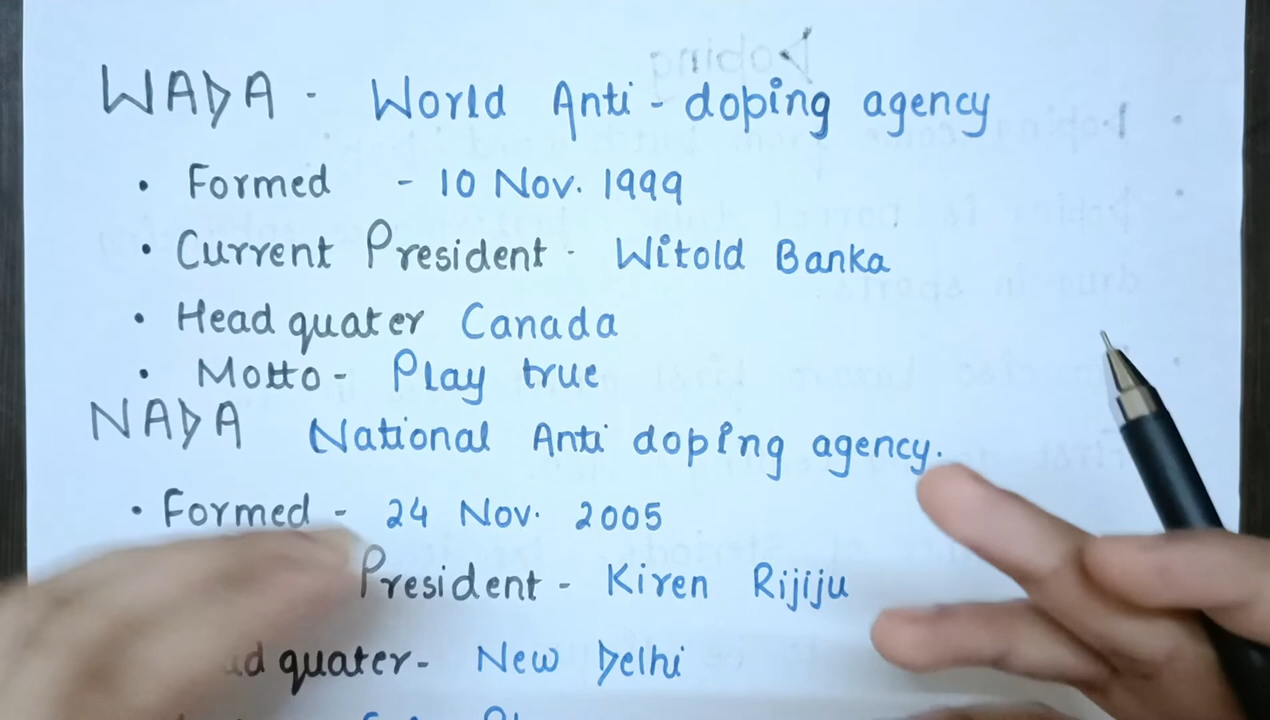 WADA - World Anti-doping agency
• Formed - 10 Nov. 1999
• Current President - Witold Banka
• Head quater Canada
• Motto - Play true
NADA National Anti doping agency.
• Formed - 24 Nov. 2005
President - Kiren Rijiju
quater - New Delhi